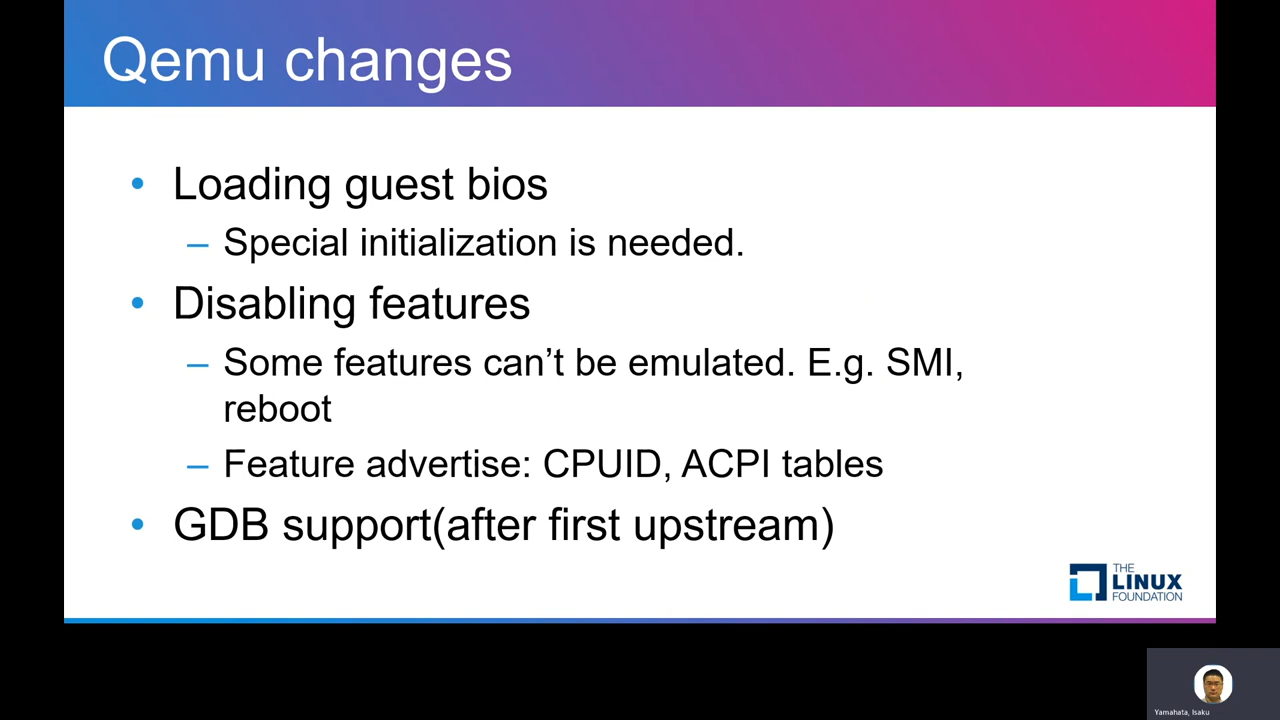 Qemu changes
• Loading guest bios
– Special initialization is needed.
• Disabling features
– Some features can’t be emulated. E.g. SMI,
reboot
– Feature advertise: CPUID, ACPI tables
• GDB support(after first upstream)
THE
LINUX
FOUNDATION
Yamahata, Isaku